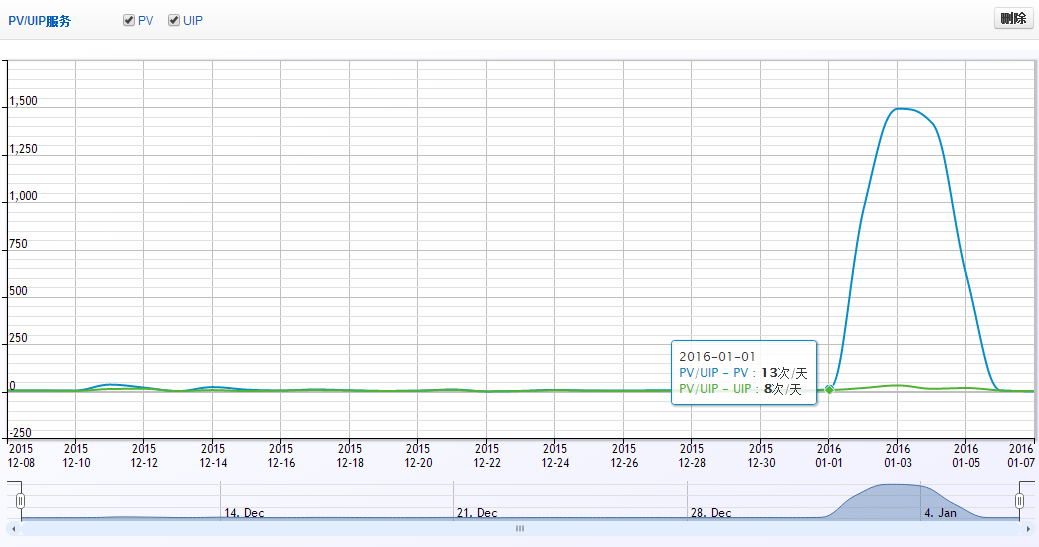 PV/UIP服务 PV UIP 删除
1,500
1,250
1,000
750
500
250
0
-250
2016-01-01
PV/UIP - PV : 13次/天
PV/UIP - UIP : 8次/天
2015 2015 2015 2015 2015 2015 2015 2015 2015 2015 2015 2015 2016 2016 2016 2016
12-08 12-10 12-12 12-14 12-16 12-18 12-20 12-22 12-24 12-26 12-28 12-30 01-01 01-03 01-05 01-07
14. Dec 21. Dec 28. Dec 4. Jan